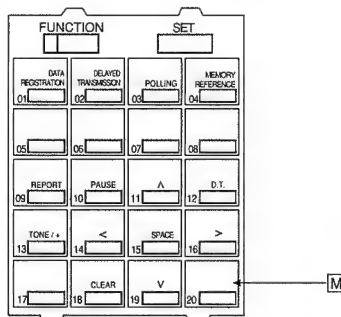 FUNCTION SET
DATA REGISTRATION
01
DELAYED TRANSMISSION
02
POLLING
03
MEMORY REFERENCE
04
05
06
07
08
REPORT
09
PAUSE
10
Λ
11
D.T.
12
TONE / +
13
<
14
SPACE
15
>
16
17
CLEAR
18
V
19
20
M